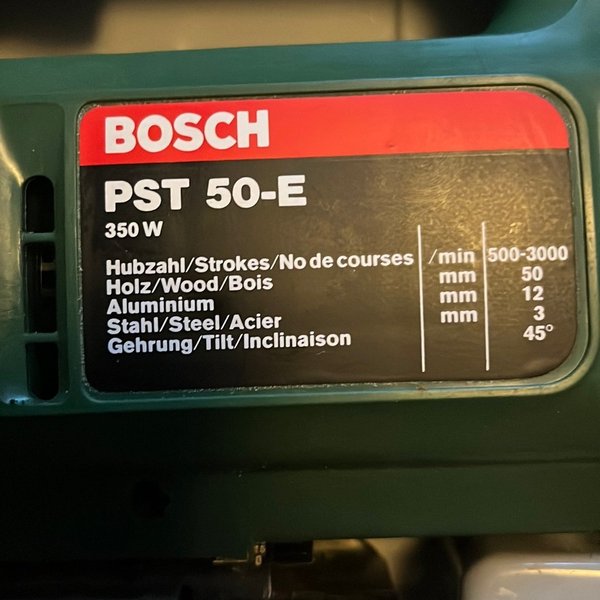 BOSCH
PST 50-E
350 W
Hubzahl/Strokes/No de courses /min 500-3000
Holz/Wood/Bois mm 50
Aluminium mm 12
Stahl/Steel/Acier mm 3
Gehrung/Tilt/Inclinaison 45°